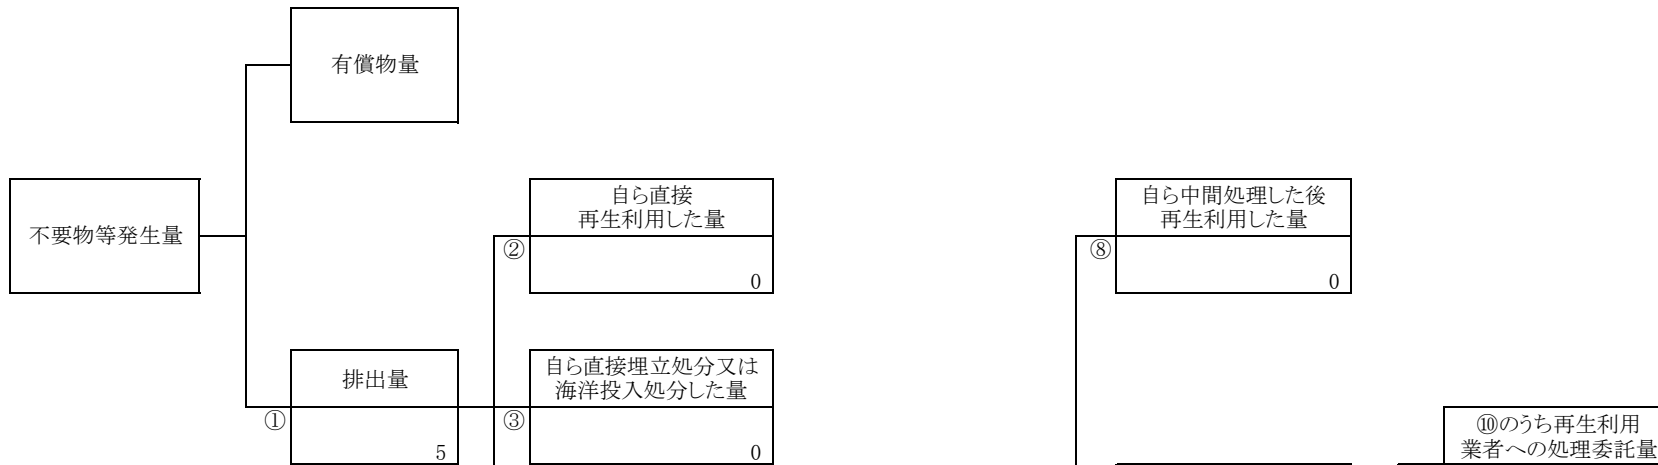 有償物量
不要物等発生量
自ら直接
再生利用した量
②
0
自ら中間処理した後
再生利用した量
⑧
0
排出量
①
5
自ら直接埋立処分又は
海洋投入処分した量
③
0
⑩のうち再生利用
業者への処理委託量